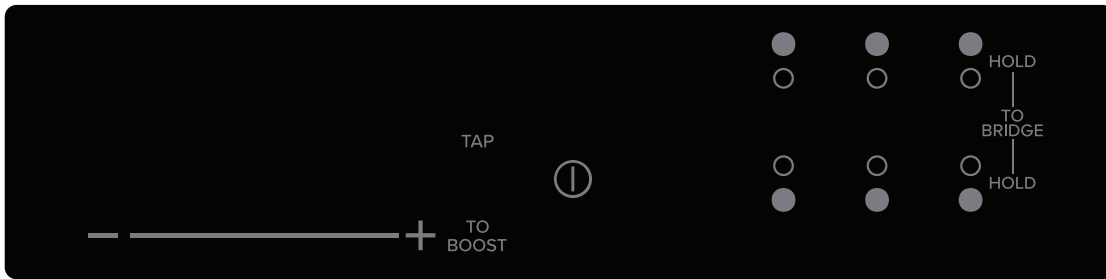 HOLD
TO
BRIDGE
HOLD
TAP
TO
BOOST